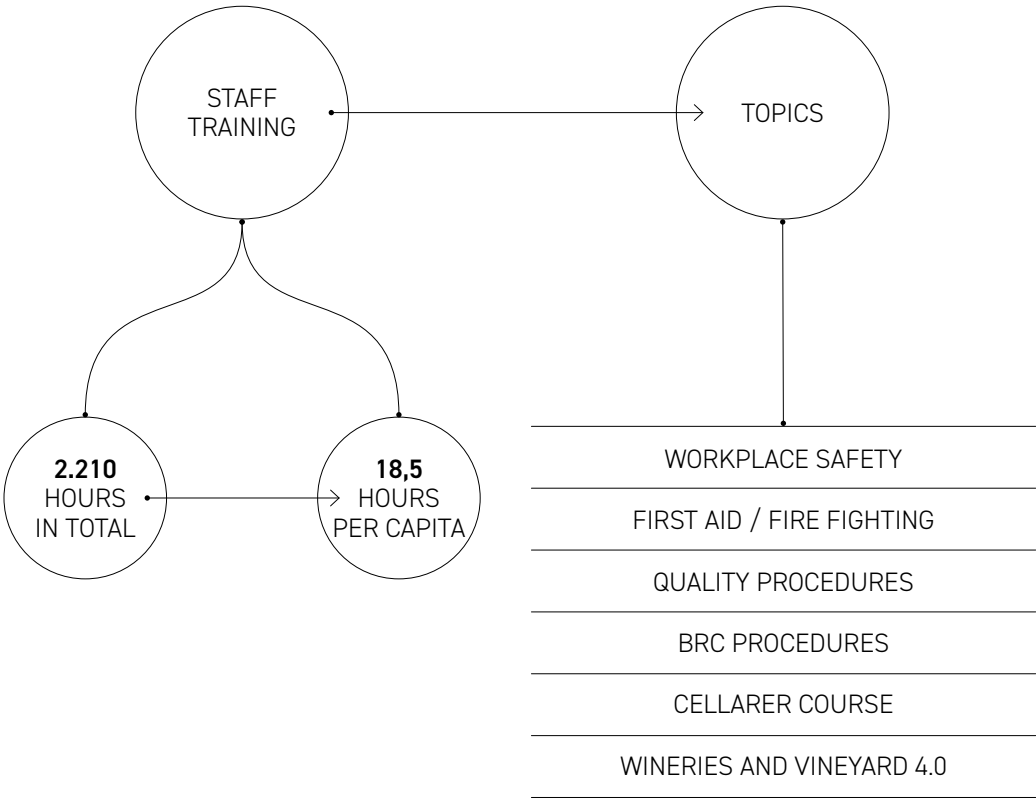 STAFF
TRAINING
TOPICS
2.210
HOURS
IN TOTAL
18,5
HOURS
PER CAPITA
WORKPLACE SAFETY
FIRST AID / FIRE FIGHTING
QUALITY PROCEDURES
BRC PROCEDURES
CELLARER COURSE
WINERIES AND VINEYARD 4.0